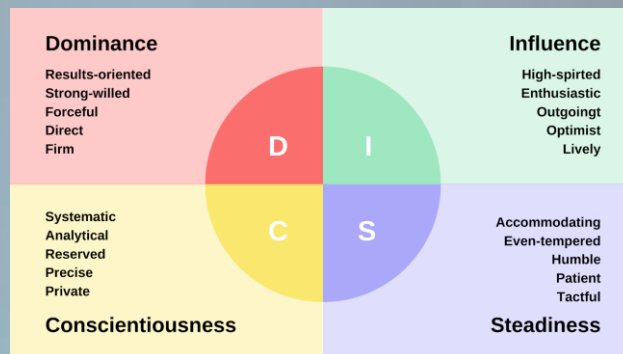 Dominance
Results-oriented
Strong-willed
Forceful
Direct
Firm
Influence
High-spirted
Enthusiastic
Outgoingt
Optimist
Lively
D
I
C
S
Systematic
Analytical
Reserved
Precise
Private
Conscientiousness
Accommodating
Even-tempered
Humble
Patient
Tactful
Steadiness